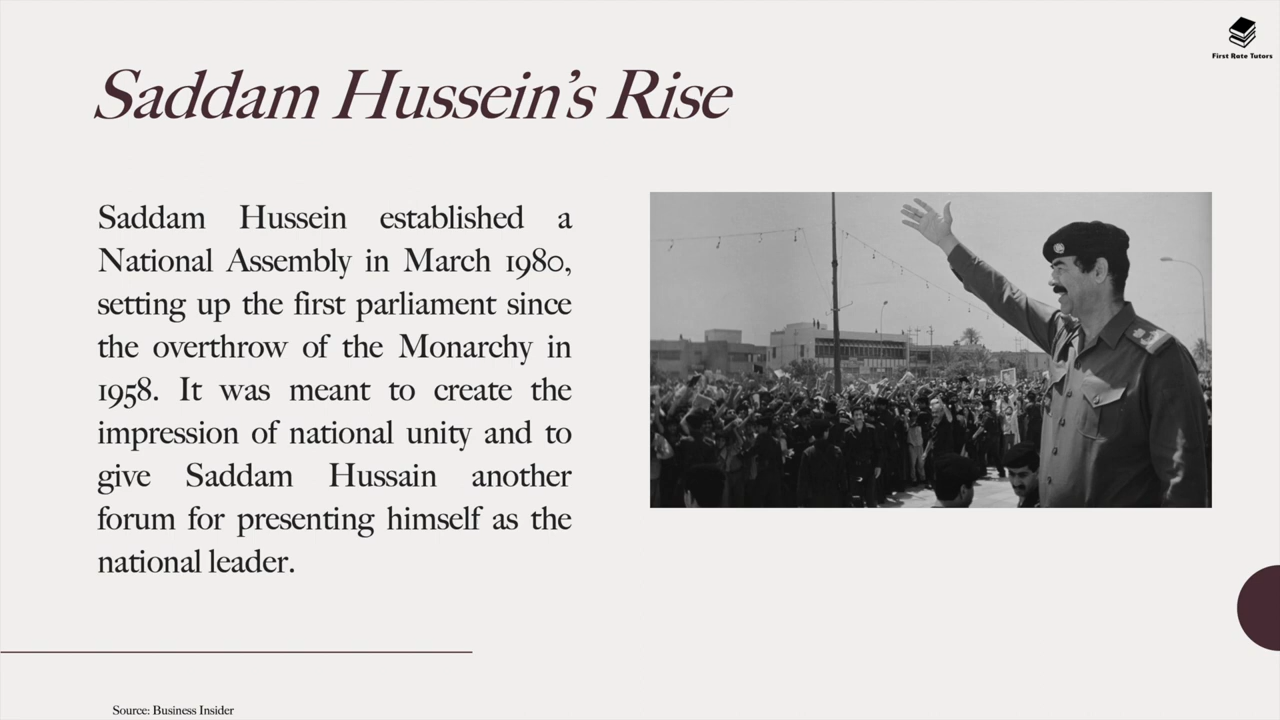 First Rate Tutors
Saddam Hussein’s Rise
Saddam Hussein established a
National Assembly in March 1980,
setting up the first parliament since
the overthrow of the Monarchy in
1958. It was meant to create the
impression of national unity and to
give Saddam Hussain another
forum for presenting himself as the
national leader.
Source: Business Insider